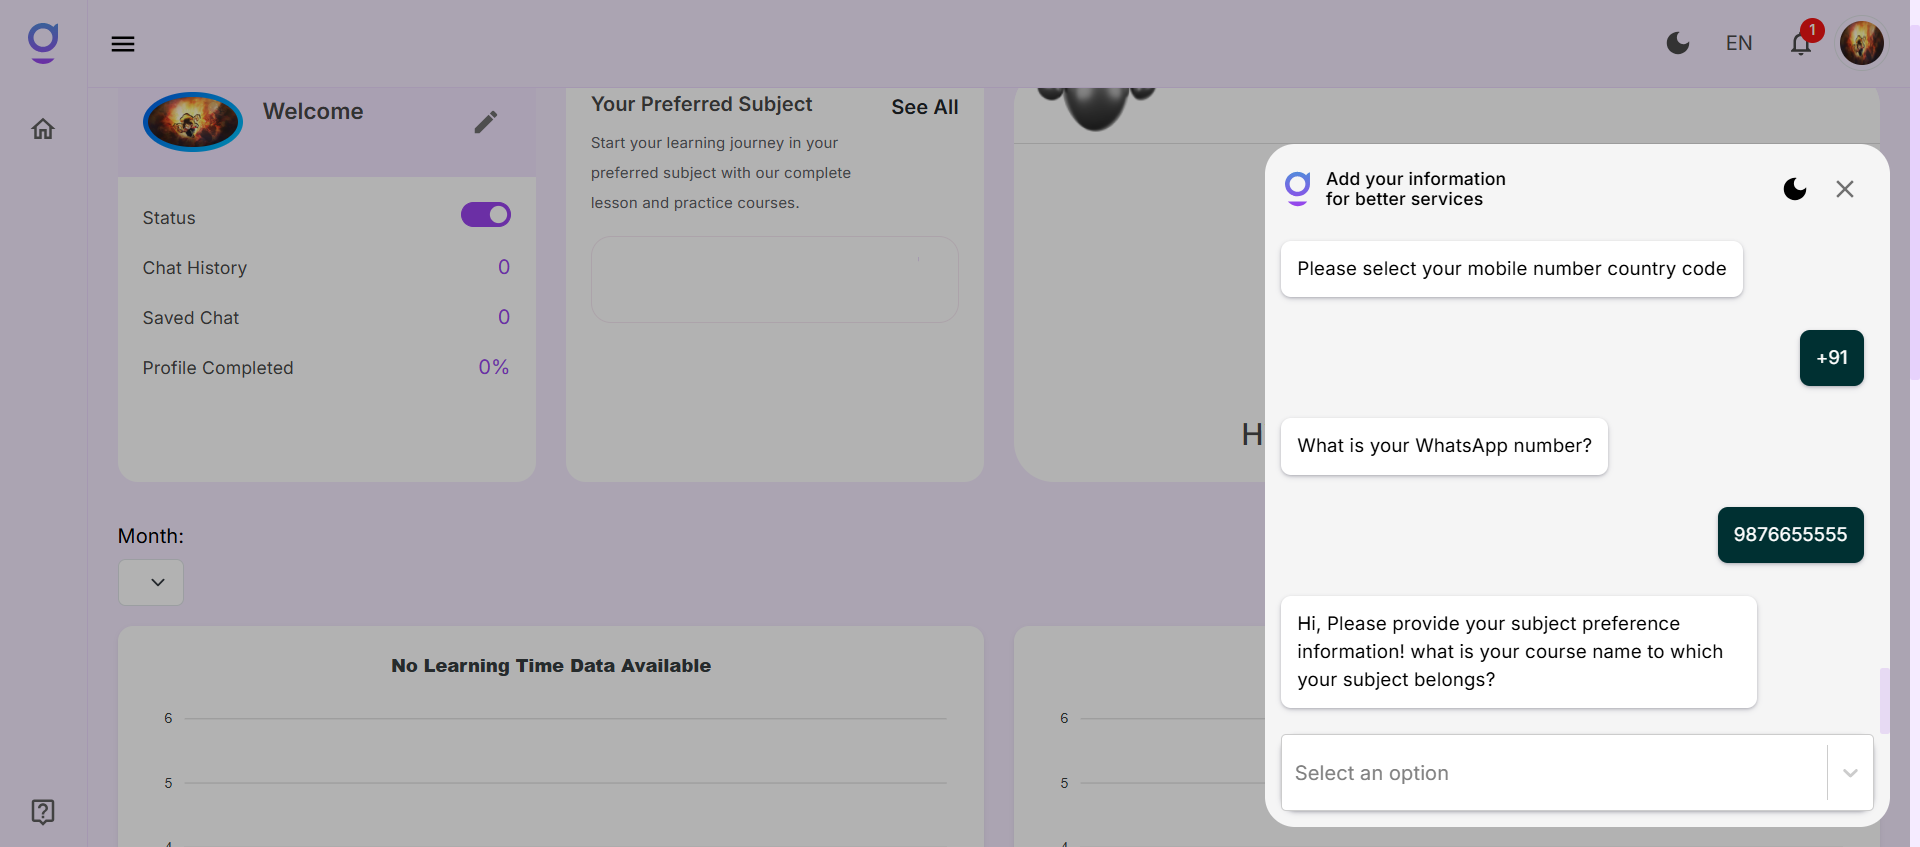 EN
1
Welcome
Status
Chat History
0
Saved Chat
0
Profile Completed
0%
Your Preferred Subject
See All
Start your learning journey in your
preferred subject with our complete
lesson and practice courses.
H
Month:
No Learning Time Data Available
6
5
4
6
5
4
Add your information
for better services
Please select your mobile number country code
+91
What is your WhatsApp number?
9876655555
Hi, Please provide your subject preference
information! what is your course name to which
your subject belongs?
Select an option